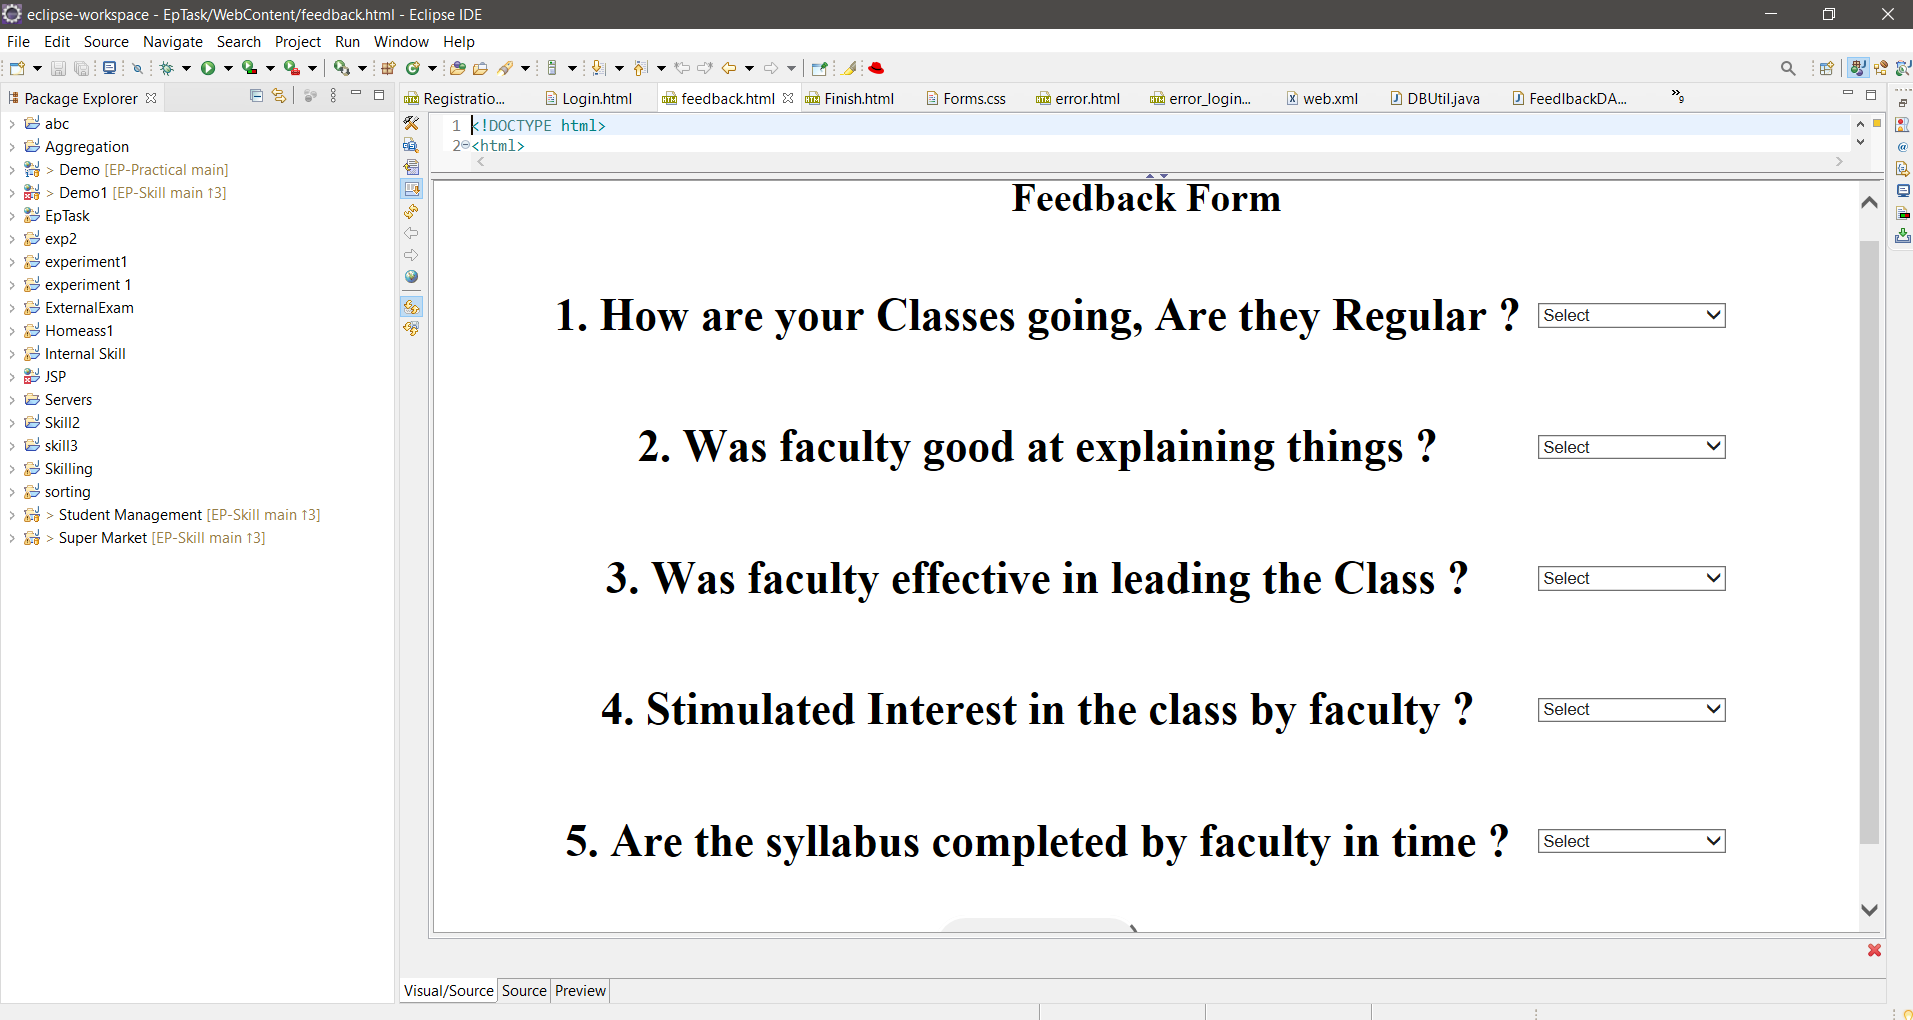 eclipse-workspace - EpTask/WebContent/feedback.html - Eclipse IDE
File Edit Source Navigate Search Project Run Window Help
Package Explorer
Registratio... Login.html feedback.html Finish.html Forms.css error.html error_login... web.xml DBUtil.java FeedlbackDA... »9
abc
Aggregation
> Demo [EP-Practical main]
> Demo1 [EP-Skill main ↑3]
EpTask
exp2
experiment1
experiment 1
ExternalExam
Homeass1
Internal Skill
JSP
Servers
Skill2
skill3
Skilling
sorting
> Student Management [EP-Skill main ↑3]
> Super Market [EP-Skill main ↑3]
1 <!DOCTYPE html>
2 <html>
Feedback Form
1. How are your Classes going, Are they Regular ? Select
2. Was faculty good at explaining things ? Select
3. Was faculty effective in leading the Class ? Select
4. Stimulated Interest in the class by faculty ? Select
5. Are the syllabus completed by faculty in time ? Select
Visual/Source Source Preview